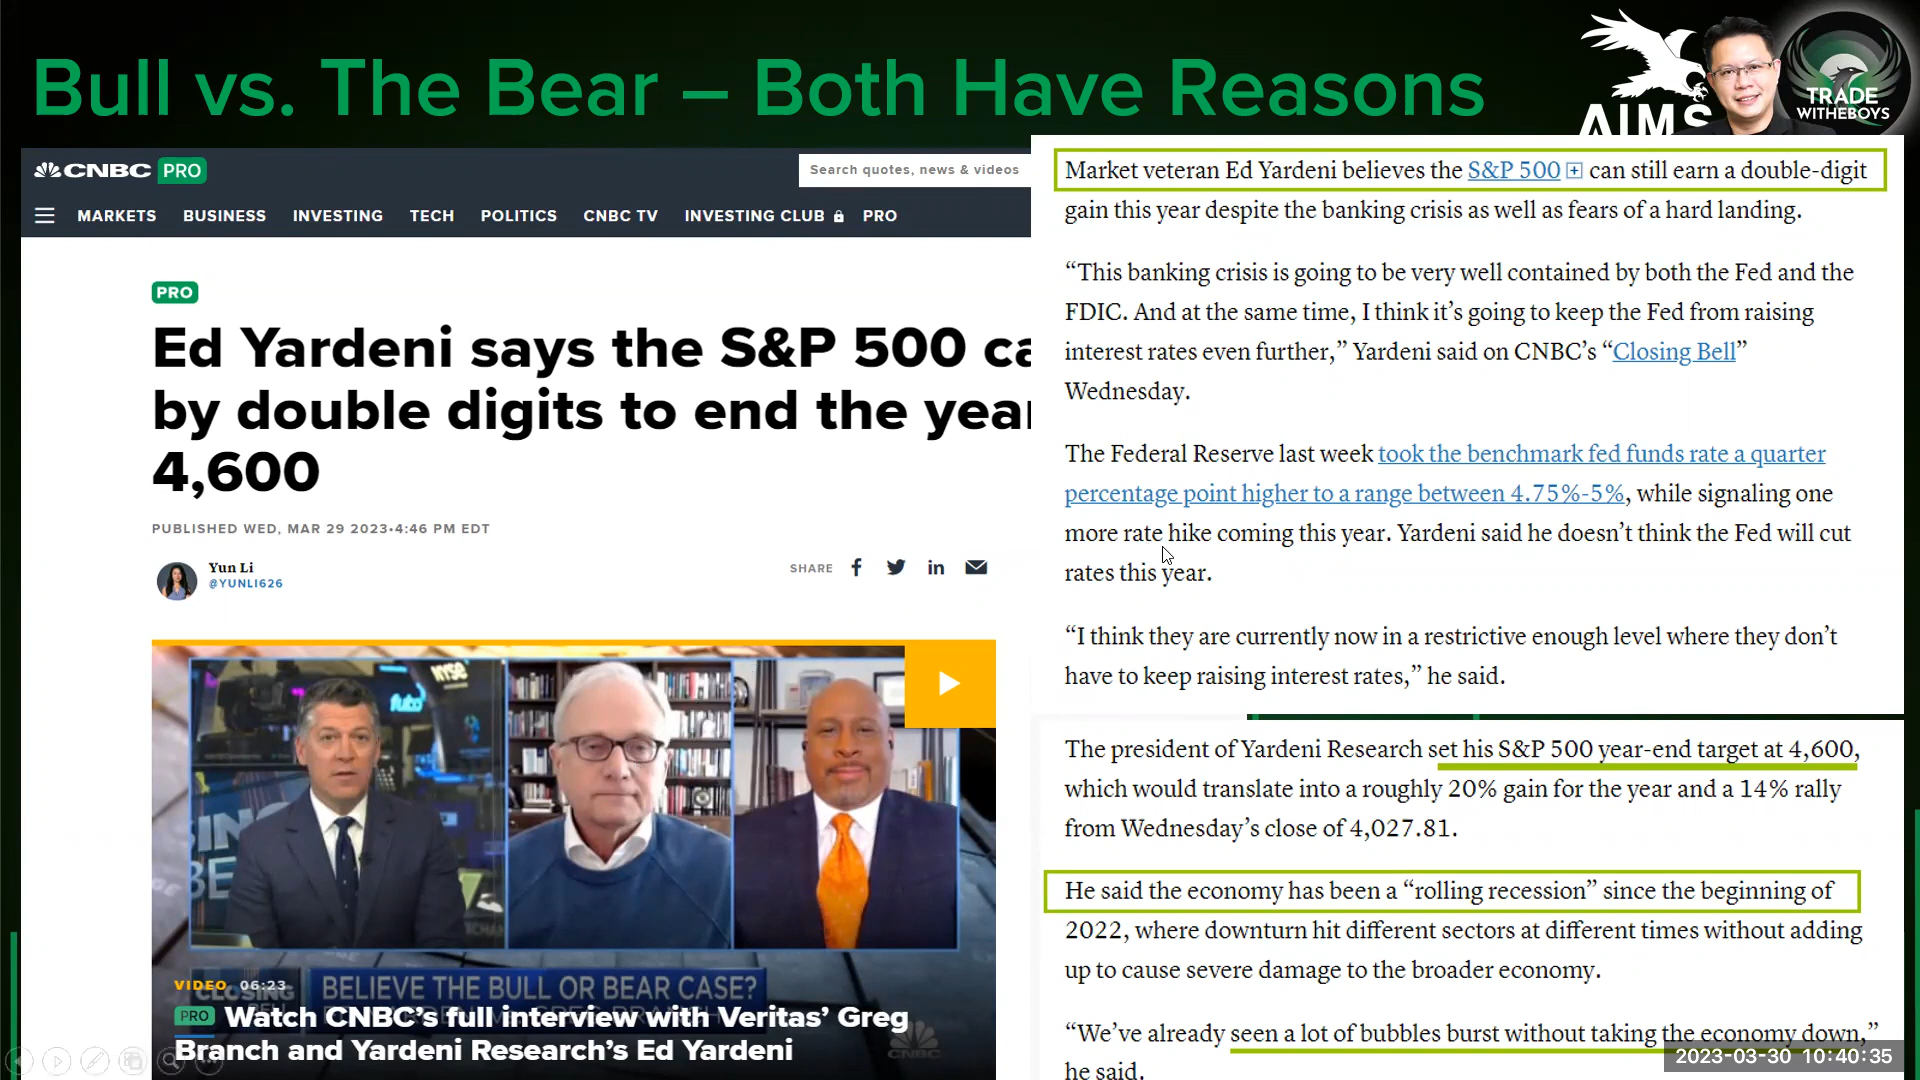 Bull vs. The Bear – Both Have Reasons
AIMS
TRADE
WITHEBOYS
CNBC PRO
Search quotes, news & videos
MARKETS BUSINESS INVESTING TECH POLITICS CNBC TV INVESTING CLUB PRO
PRO
Ed Yardeni says the S&P 500 ca
by double digits to end the year
4,600
PUBLISHED WED, MAR 29 2023•4:46 PM EDT
Yun Li
@YUNLI626
SHARE
NYSE
fubo
BELIEVE THE BULL OR BEAR CASE?
CLOSING
VIDEO 06:23
PRO Watch CNBC’s full interview with Veritas’ Greg
Branch and Yardeni Research’s Ed Yardeni
CNBC
Market veteran Ed Yardeni believes the S&P 500 can still earn a double-digit
gain this year despite the banking crisis as well as fears of a hard landing.
“This banking crisis is going to be very well contained by both the Fed and the
FDIC. And at the same time, I think it’s going to keep the Fed from raising
interest rates even further,” Yardeni said on CNBC’s “Closing Bell”
Wednesday.
The Federal Reserve last week took the benchmark fed funds rate a quarter
percentage point higher to a range between 4.75%-5%, while signaling one
more rate hike coming this year. Yardeni said he doesn’t think the Fed will cut
rates this year.
“I think they are currently now in a restrictive enough level where they don’t
have to keep raising interest rates,” he said.
The president of Yardeni Research set his S&P 500 year-end target at 4,600,
which would translate into a roughly 20% gain for the year and a 14% rally
from Wednesday’s close of 4,027.81.
He said the economy has been a “rolling recession” since the beginning of
2022, where downturn hit different sectors at different times without adding
up to cause severe damage to the broader economy.
“We’ve already seen a lot of bubbles burst without taking the economy down,”
he said.
2023-03-30 10:40:35